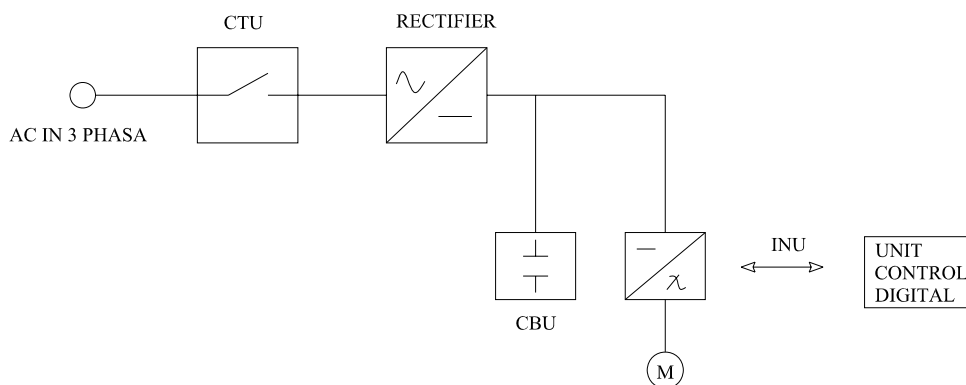 CTU
RECTIFIER
AC IN 3 PHASA
INU
UNIT
CONTROL
DIGITAL
CBU
M